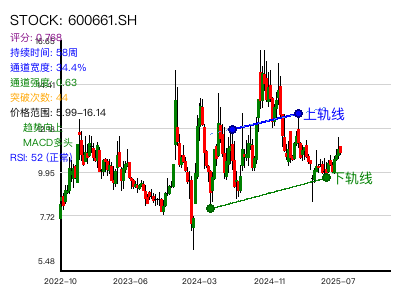 STOCK: 600661.SH
评分: 0.768
持续时间: 58周
通道宽度: 34.4%
通道强度: 0.63
突破次数: 44
价格范围: 5.99-16.14
趋势向上
MACD多头
RSI: 52 (正常)
上轨线
下轨线
9.95
7.72
5.48
2022-10
2023-06
2024-03
2024-11
2025-07